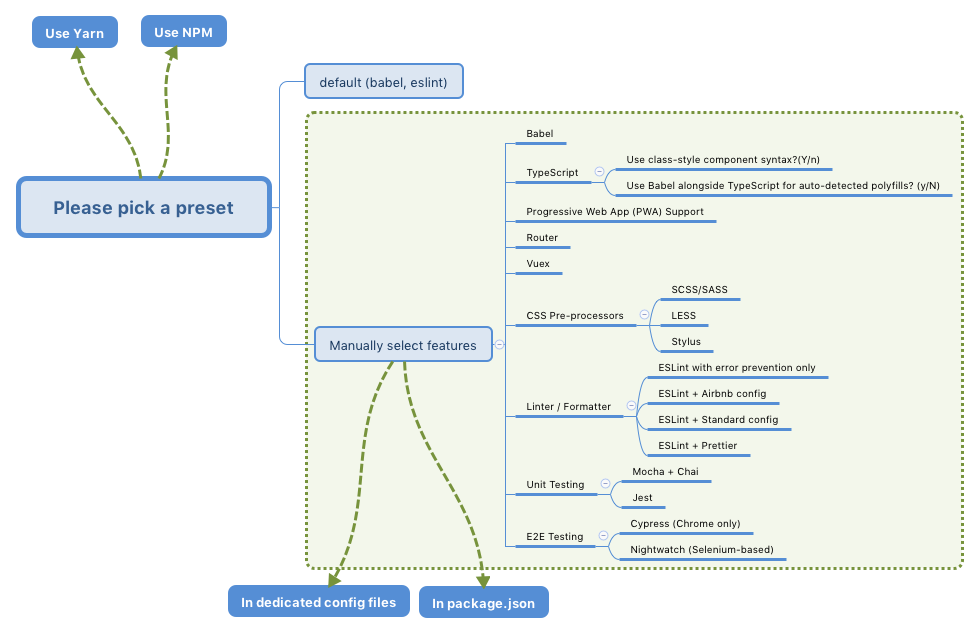 Use Yarn
Use NPM
Please pick a preset
default (babel, eslint)
Manually select features
Babel
TypeScript
Use class-style component syntax?(Y/n)
Use Babel alongside TypeScript for auto-detected polyfills? (y/N)
Progressive Web App (PWA) Support
Router
Vuex
CSS Pre-processors
SCSS/SASS
LESS
Stylus
Linter / Formatter
ESLint with error prevention only
ESLint + Airbnb config
ESLint + Standard config
ESLint + Prettier
Unit Testing
Mocha + Chai
Jest
E2E Testing
Cypress (Chrome only)
Nightwatch (Selenium-based)
In dedicated config files
In package.json